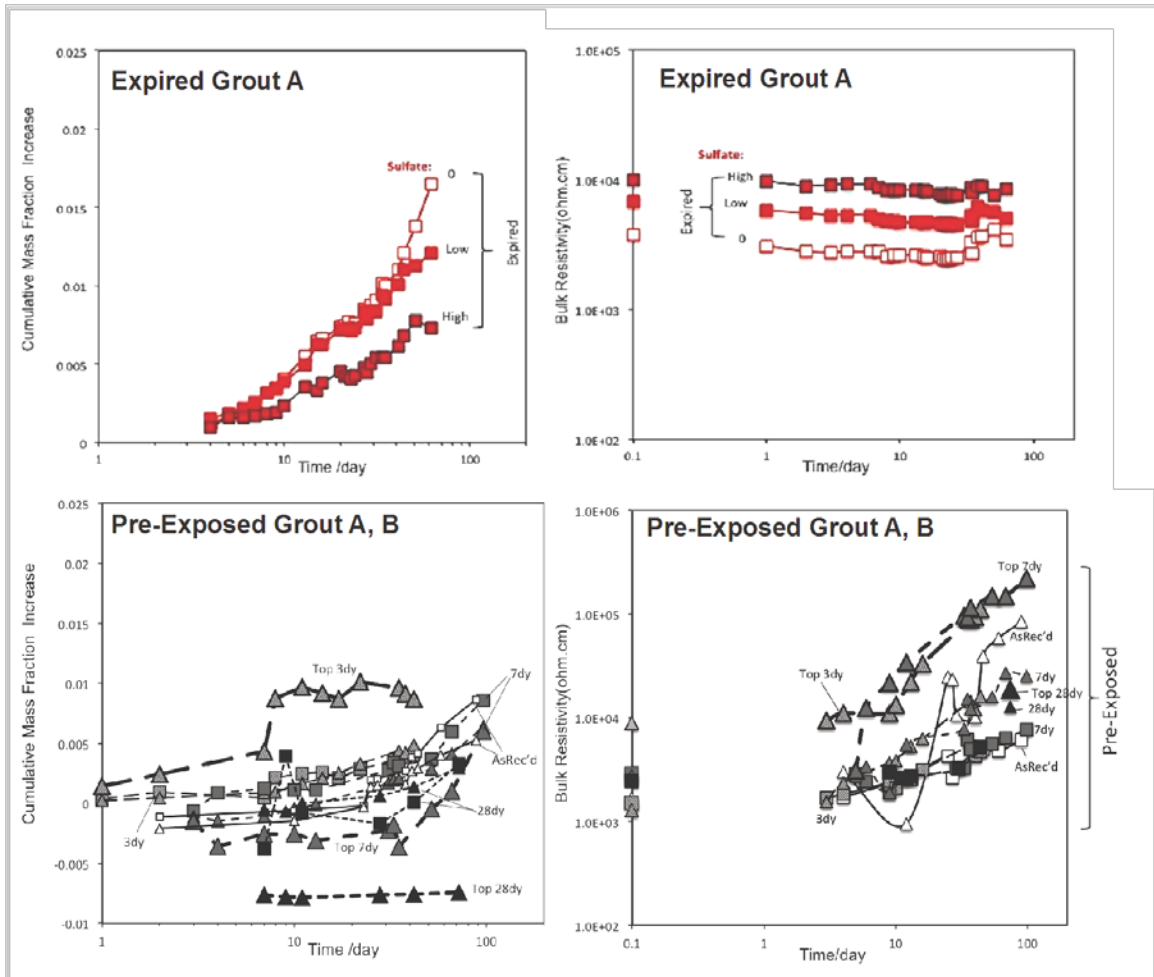 Expired Grout A
Cumulative Mass Fraction Increase
0.025
0.02
0.015
0.01
0.005
0
1
10
100
Time /day
Sulfate:
0
Low
High
Expired
Expired Grout A
Bulk Resistivity(ohm.cm)
1.0E+05
1.0E+04
1.0E+03
1.0E+02
0.1
1
10
100
Time/day
Sulfate:
High
Low
0
Expired
Pre-Exposed Grout A, B
Cumulative Mass Fraction Increase
0.025
0.02
0.015
0.01
0.005
0
-0.005
-0.01
1
10
100
Time /day
Top 3dy
7dy
AsRec'd
28dy
3dy
Top 7dy
Top 28dy
Pre-Exposed Grout A, B
Bulk Resistivity(ohm.cm)
1.0E+06
1.0E+05
1.0E+04
1.0E+03
1.0E+02
0.1
1
10
100
Time/day
Top 7dy
AsRec'd
Top 3dy
7dy
Top 28dy
28dy
7dy
AsRec'd
3dy
Pre-Exposed